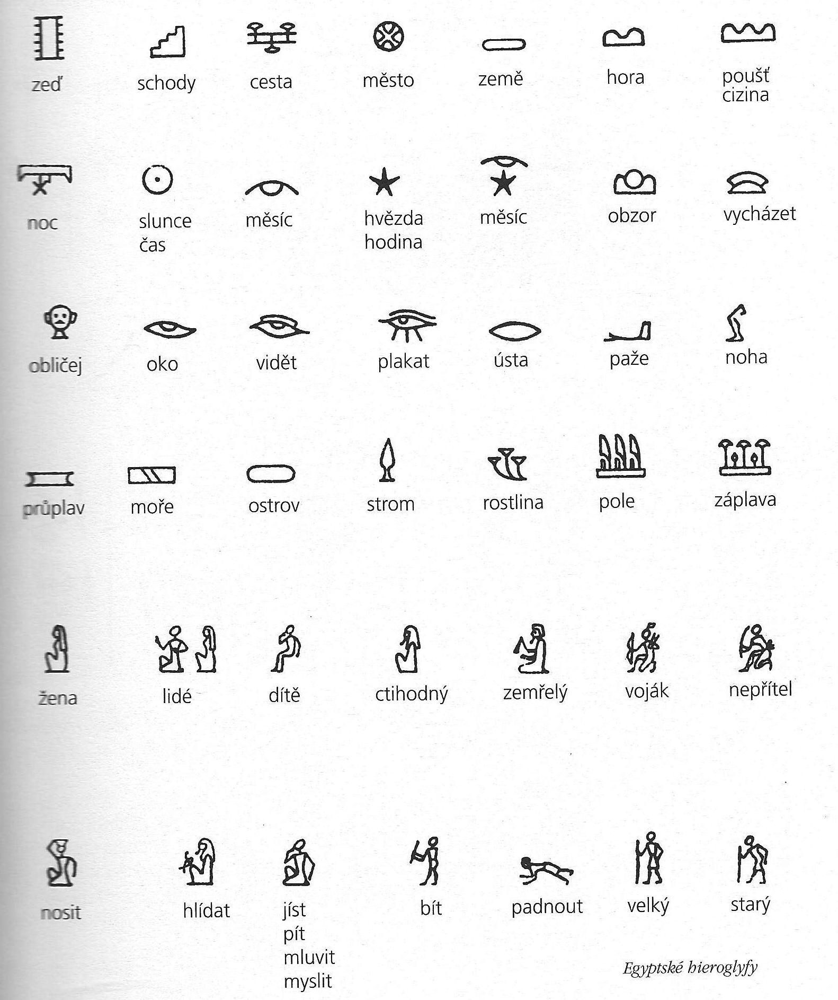 zeď schody cesta město země hora poušť
cizina
noc slunce měsíc hvězda měsíc obzor vycházet
čas hodina
obličej oko vidět plakat ústa paže noha
průplav moře ostrov strom rostlina pole záplava
žena lidé dítě ctihodný zemřelý voják nepřítel
nosit hlídat jíst bít padnout velký starý
pít
mluvit
myslit
Egyptské hieroglyfy